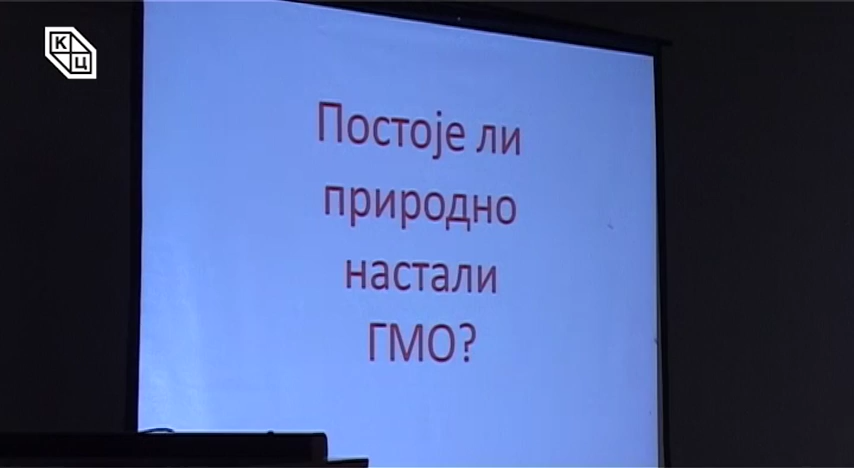 К
Ц
Постоје ли
природно
настали
ГМО?